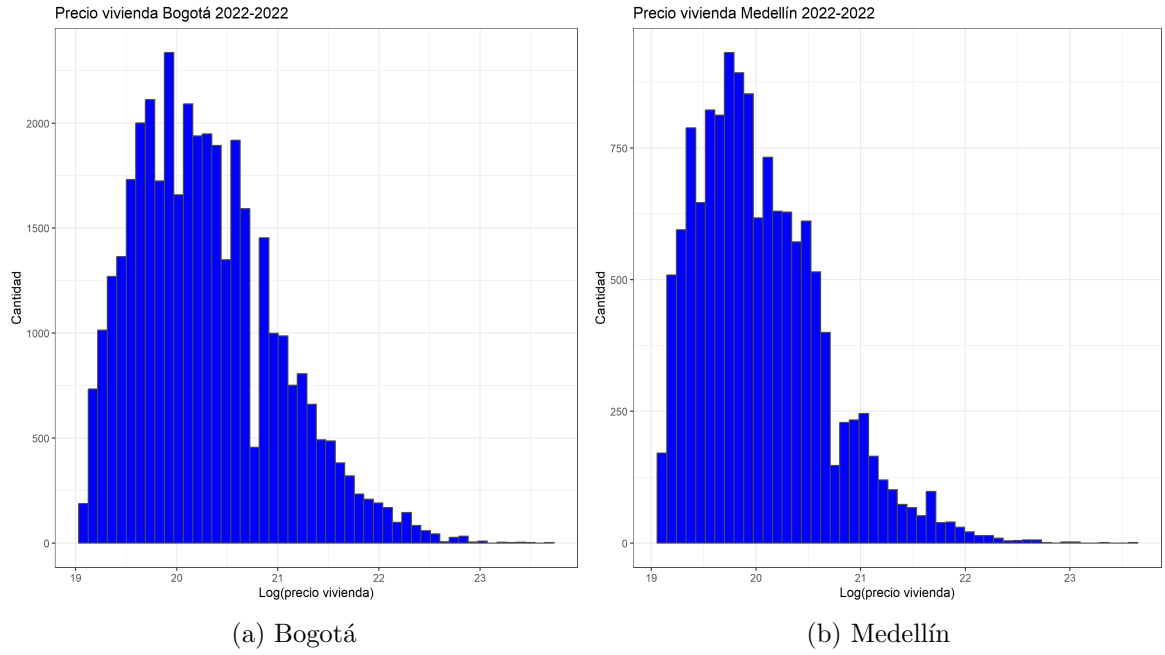 Precio vivienda Bogotá 2022-2022
Cantidad
2000
1500
1000
500
0
19 20 21 22 23
Log(precio vivienda)
(a) Bogotá
Precio vivienda Medellín 2022-2022
Cantidad
750
500
250
0
19 20 21 22 23
Log(precio vivienda)
(b) Medellín